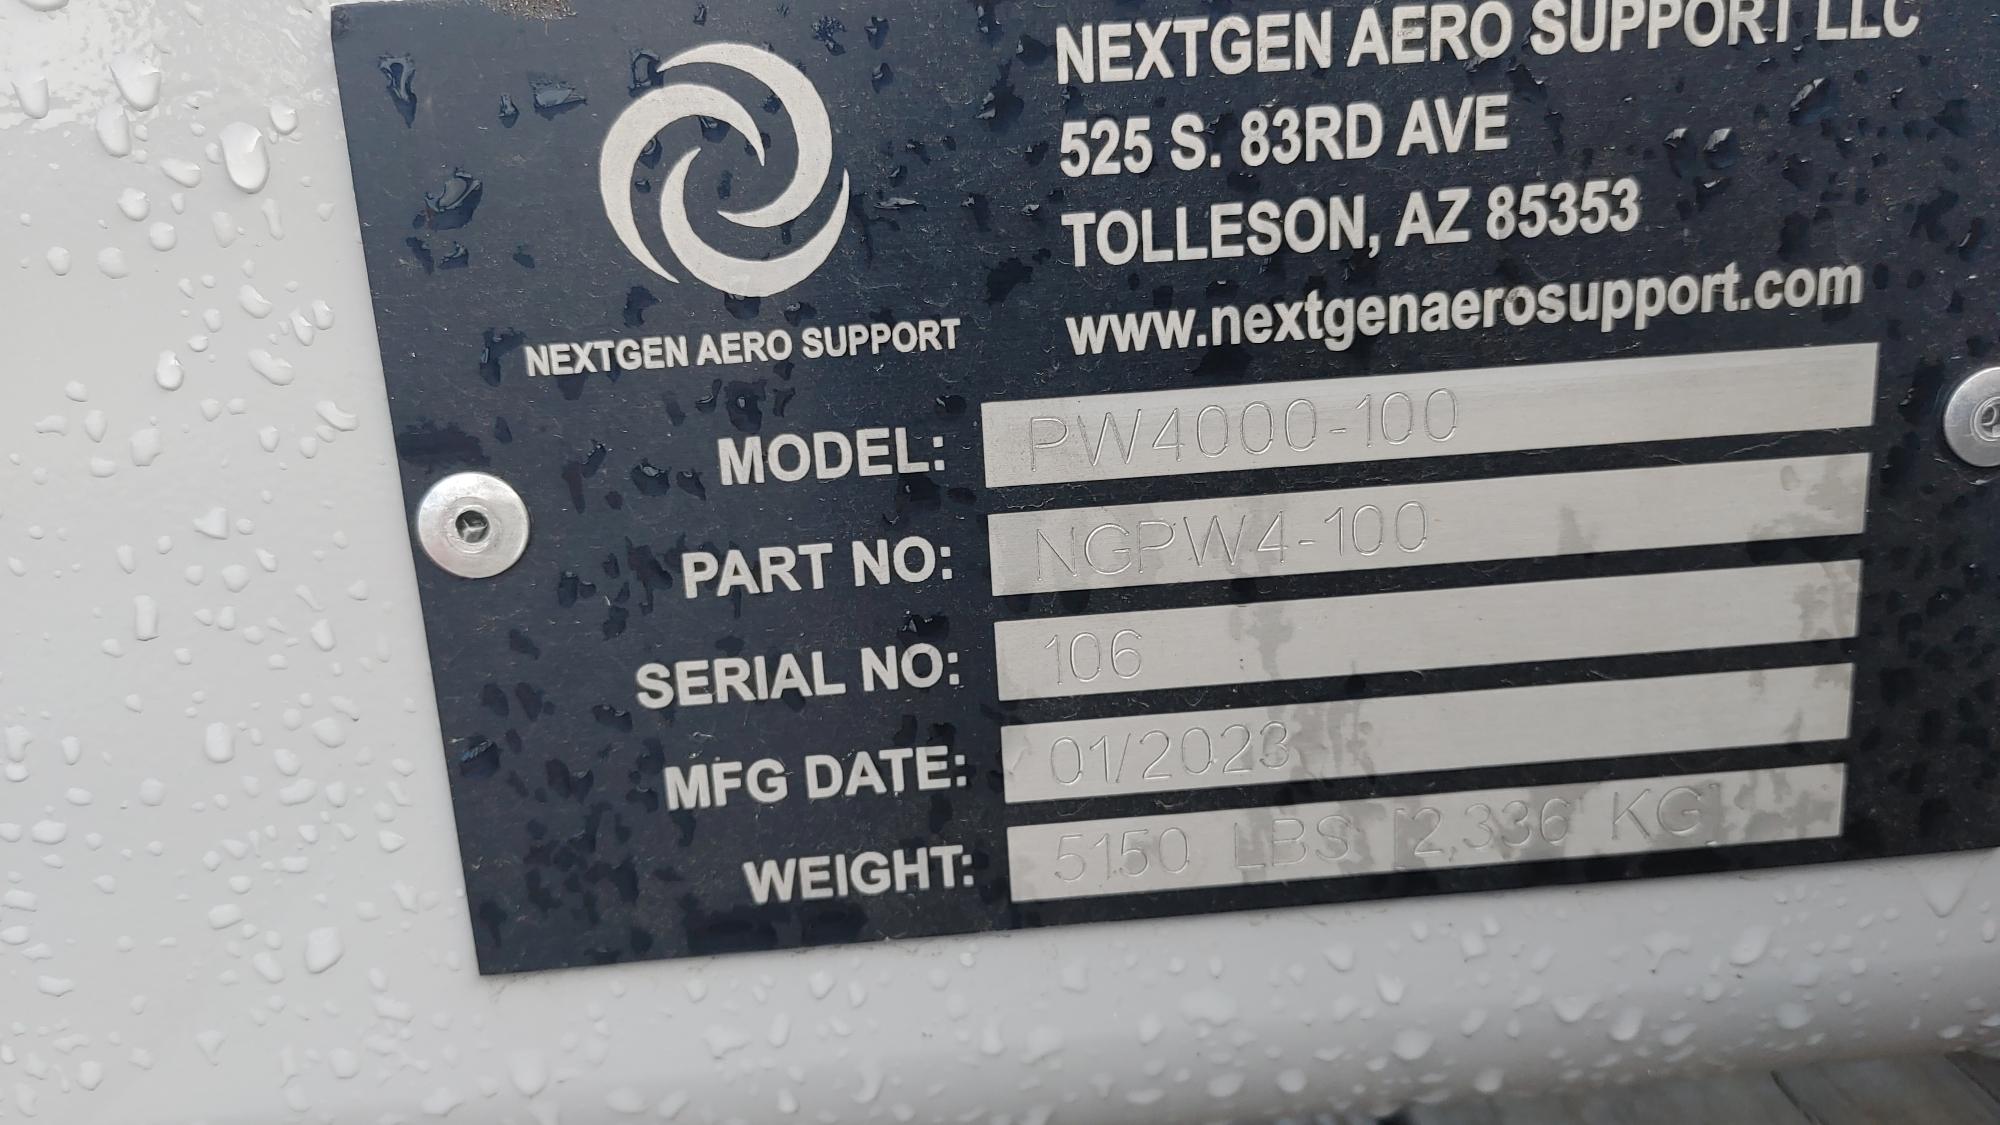 NEXTGEN AERO SUPPORT LLC
525 S. 83RD AVE
TOLLESON, AZ 85353
www.nextgenaerosupport.com
NEXTGEN AERO SUPPORT
MODEL: PW4000-100
PART NO: NGPW4-100
SERIAL NO: 106
MFG DATE: 01/2023
WEIGHT: 5150 LBS [2,336 KG]